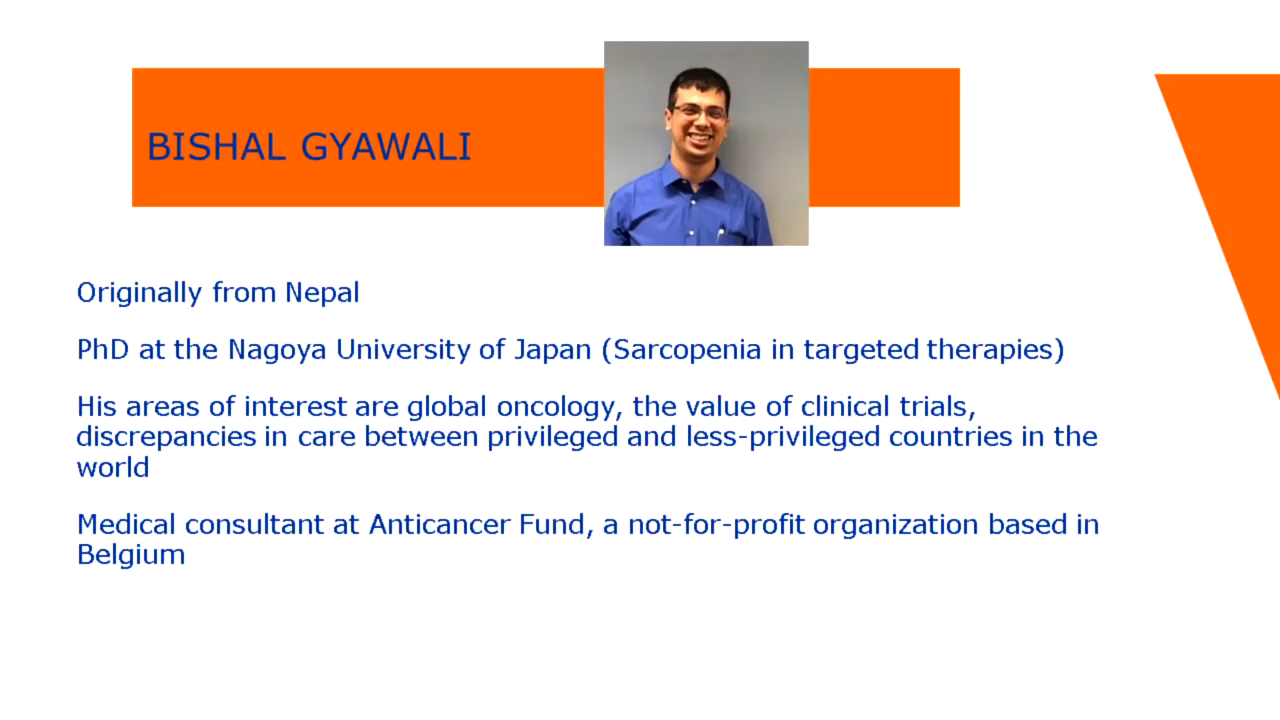 BISHAL GYAWALI
Originally from Nepal
PhD at the Nagoya University of Japan (Sarcopenia in targeted therapies)
His areas of interest are global oncology, the value of clinical trials,
discrepancies in care between privileged and less-privileged countries in the
world
Medical consultant at Anticancer Fund, a not-for-profit organization based in
Belgium